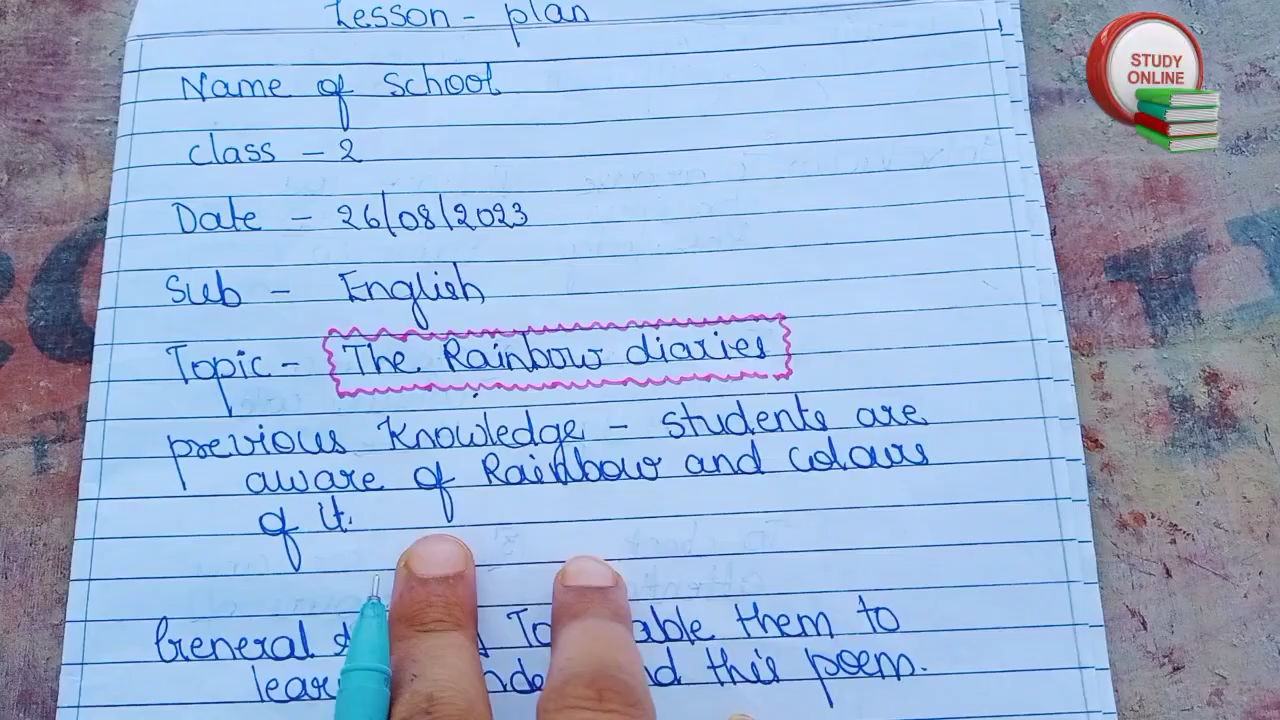 Lesson - plan
Name of School
class - 2
Date - 26/08/2023
Sub - English
Topic - The Rainbow diaries
previous Knowledge - students are
aware of Rainbow and colours
of it.
General To able them to
this poem.
STUDY
ONLINE